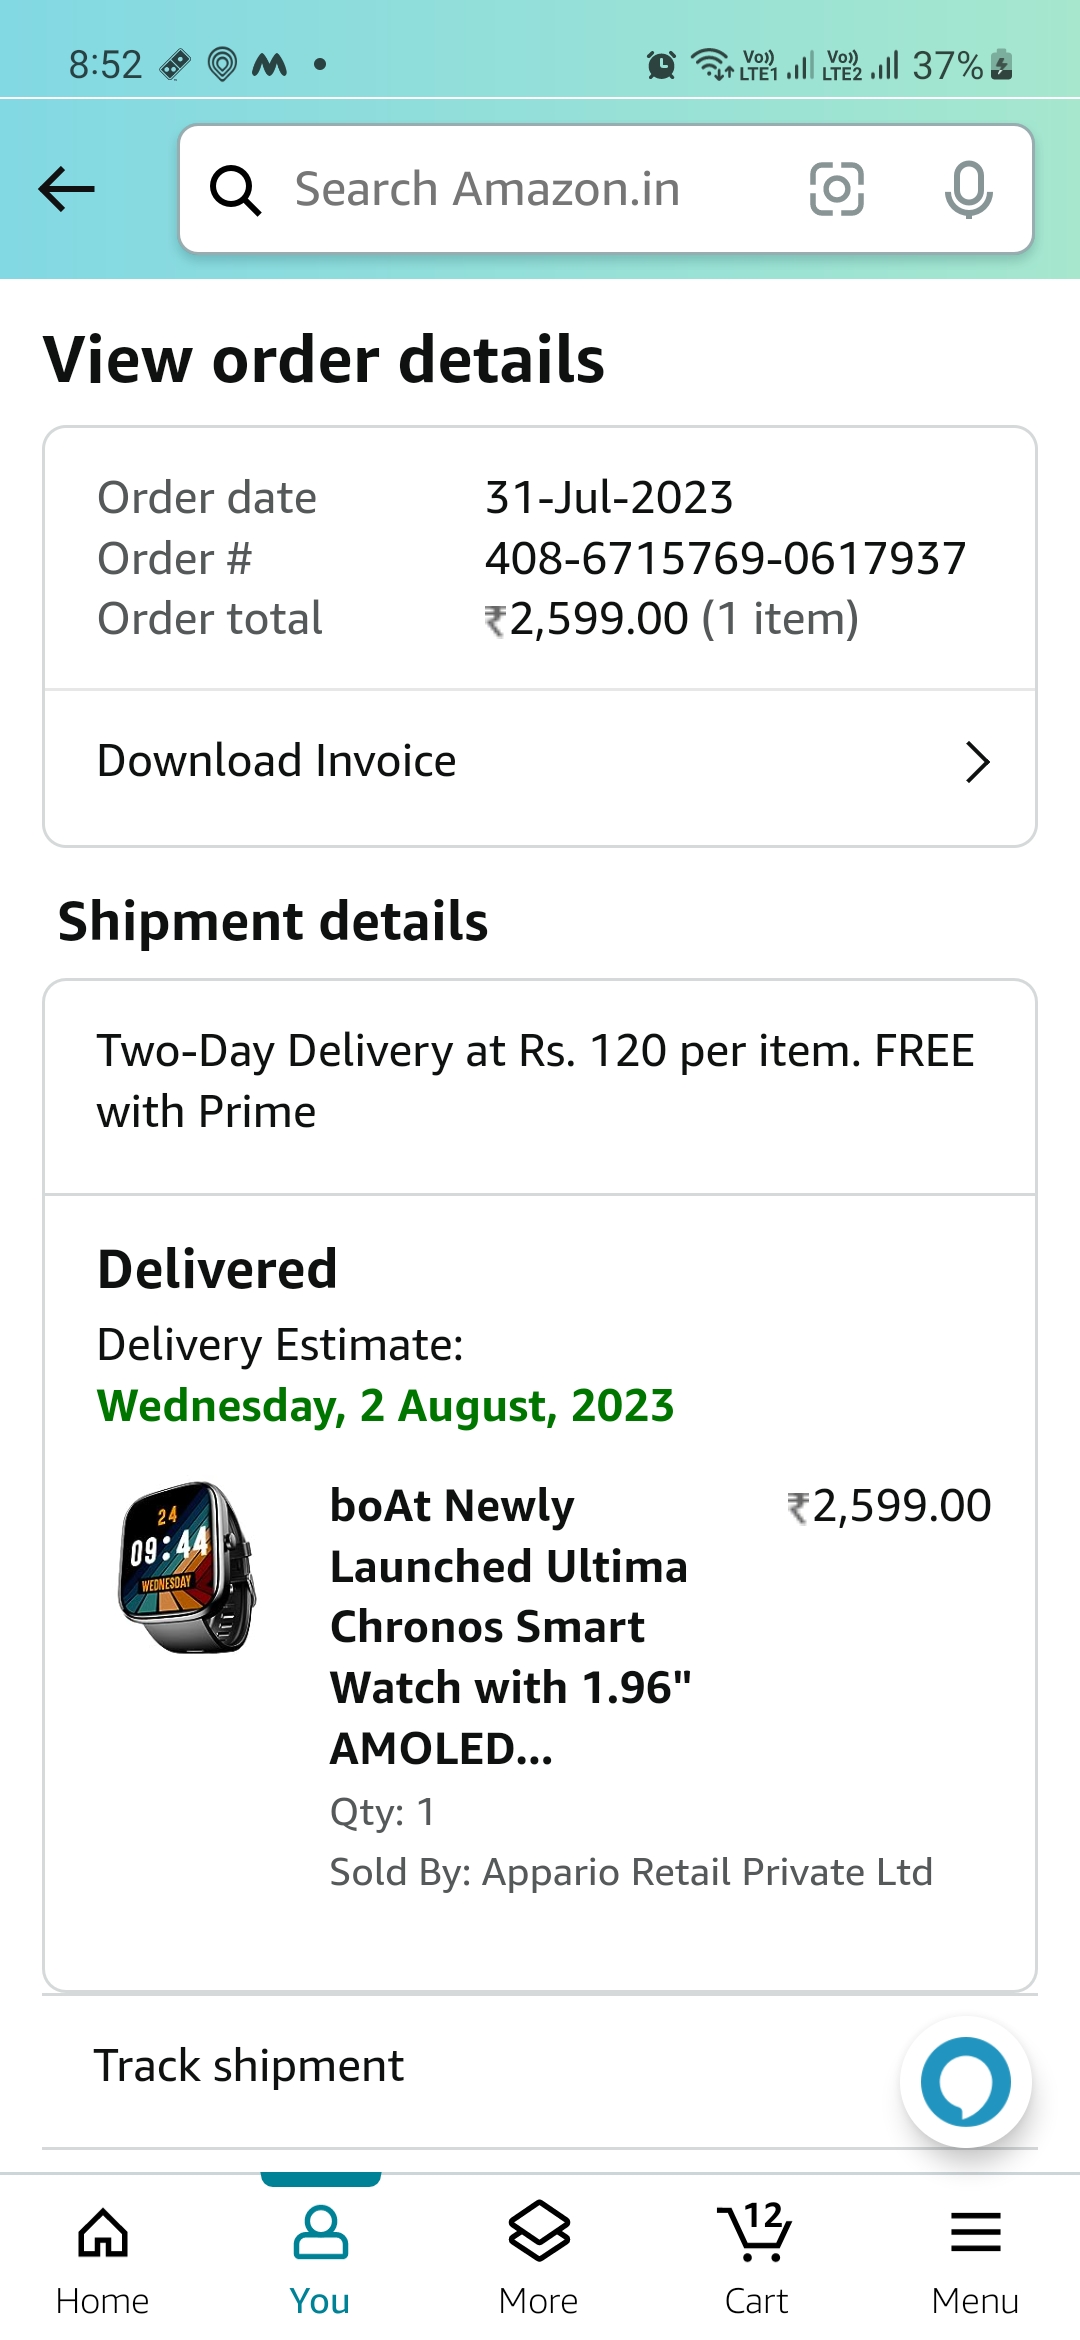 8:52
Vo)) LTE1 Vo)) LTE2 37%
Search Amazon.in
View order details
Order date 31-Jul-2023
Order # 408-6715769-0617937
Order total ₹2,599.00 (1 item)
Download Invoice
Shipment details
Two-Day Delivery at Rs. 120 per item. FREE
with Prime
Delivered
Delivery Estimate:
Wednesday, 2 August, 2023
24
09:44
WEDNESDAY
boAt Newly ₹2,599.00
Launched Ultima
Chronos Smart
Watch with 1.96"
AMOLED...
Qty: 1
Sold By: Appario Retail Private Ltd
Track shipment
12
Home You More Cart Menu